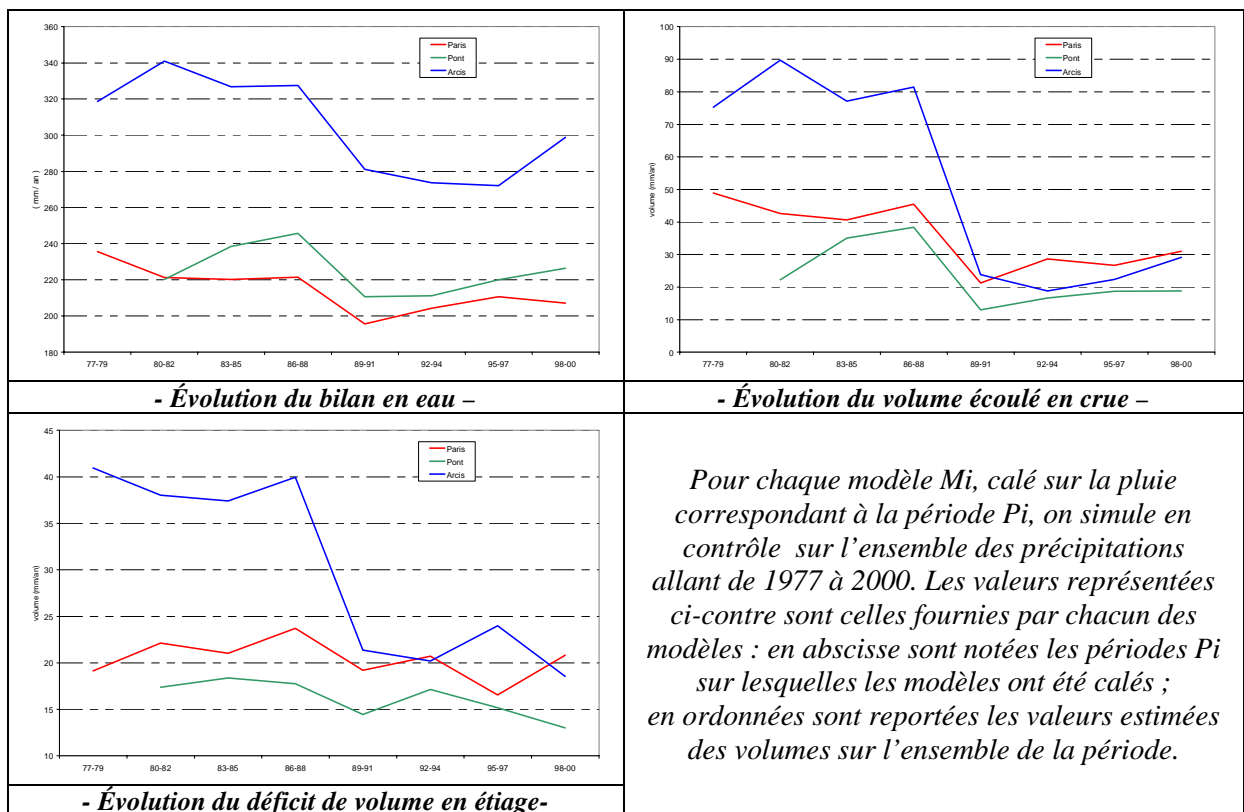 360
340
320
300
280
260
240
220
200
180
( mm / an )
Paris
Pont
Arcis
77-79 80-82 83-85 86-88 89-91 92-94 95-97 98-00
- Évolution du bilan en eau –
100
90
80
70
60
50
40
30
20
10
0
volume (mm/an)
Paris
Pont
Arcis
77-79 80-82 83-85 86-88 89-91 92-94 95-97 98-00
- Évolution du volume écoulé en crue –
45
40
35
30
25
20
15
10
volume (mm/an)
Paris
Pont
Arcis
77-79 80-82 83-85 86-88 89-91 92-94 95-97 98-00
- Évolution du déficit de volume en étiage-
Pour chaque modèle Mi, calé sur la pluie
correspondant à la période Pi, on simule en
contrôle sur l’ensemble des précipitations
allant de 1977 à 2000. Les valeurs représentées
ci-contre sont celles fournies par chacun des
modèles : en abscisse sont notées les périodes Pi
sur lesquelles les modèles ont été calés ;
en ordonnées sont reportées les valeurs estimées
des volumes sur l’ensemble de la période.